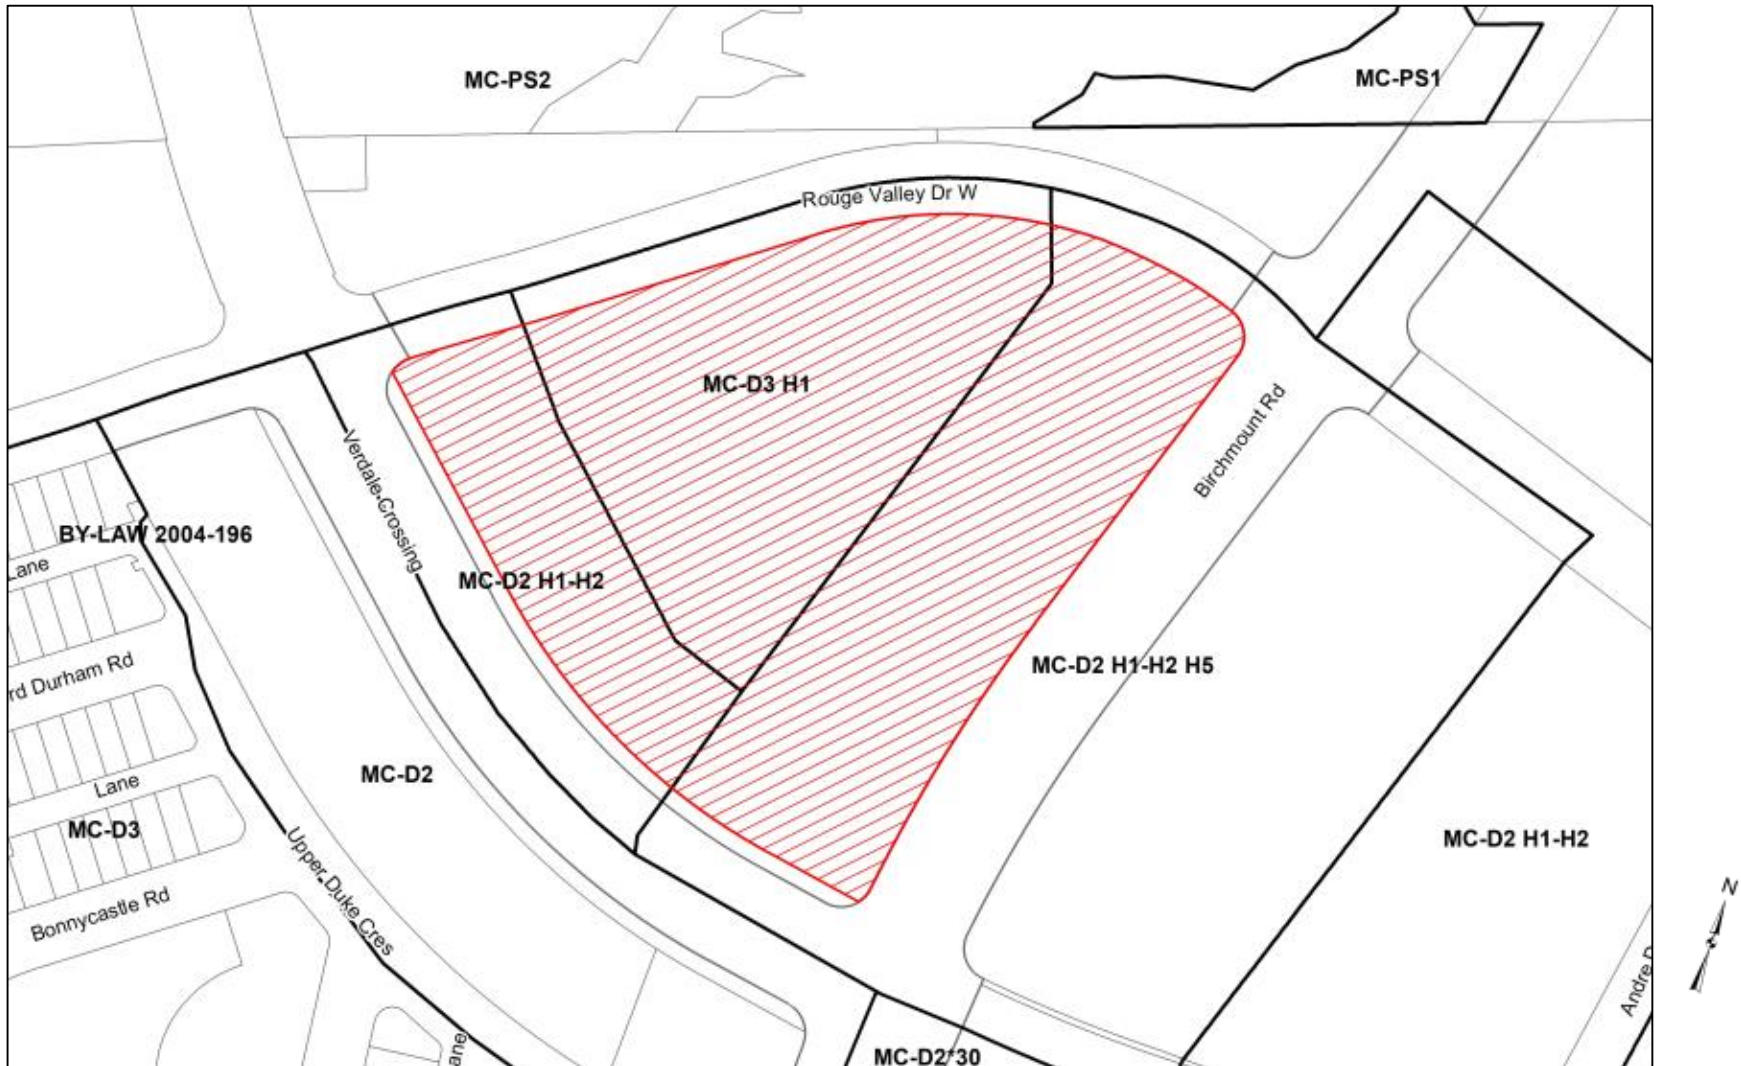 MC-PS2
MC-PS1
Rouge Valley Dr W
MC-D3 H1
Birchmount Rd
Verdale Crossing
BY-LAW 2004-196
Lane
MC-D2 H1-H2
rd Durham Rd
MC-D2 H1-H2 H5
MC-D2
Lane
MC-D3
MC-D2 H1-H2
Upper Duke Cres
Bonnycastle Rd
N
Andre D
ane
MC-D2*30